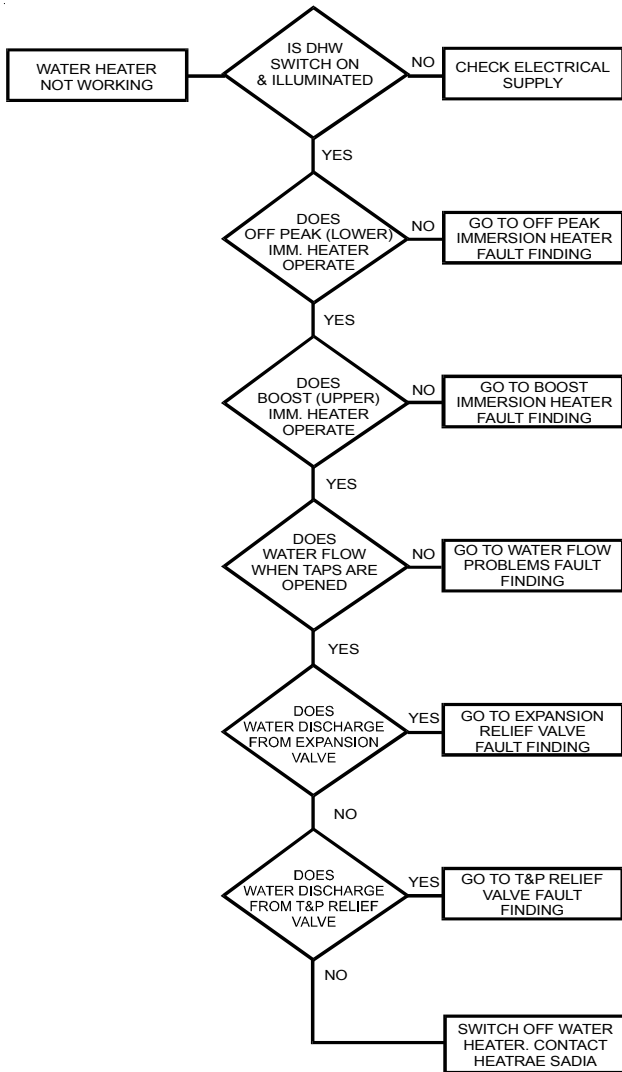 WATER HEATER
NOT WORKING
IS DHW
SWITCH ON
& ILLUMINATED
NO
CHECK ELECTRICAL
SUPPLY
YES
DOES
OFF PEAK (LOWER)
IMM. HEATER
OPERATE
NO
GO TO OFF PEAK
IMMERSION HEATER
FAULT FINDING
YES
DOES
BOOST (UPPER)
IMM. HEATER
OPERATE
NO
GO TO BOOST
IMMERSION HEATER
FAULT FINDING
YES
DOES
WATER FLOW
WHEN TAPS ARE
OPENED
NO
GO TO WATER FLOW
PROBLEMS FAULT
FINDING
YES
DOES
WATER DISCHARGE
FROM EXPANSION
VALVE
YES
GO TO EXPANSION
RELIEF VALVE
FAULT FINDING
NO
DOES
WATER DISCHARGE
FROM T&P RELIEF
VALVE
YES
GO TO T&P RELIEF
VALVE FAULT
FINDING
NO
SWITCH OFF WATER
HEATER. CONTACT
HEATRAE SADIA